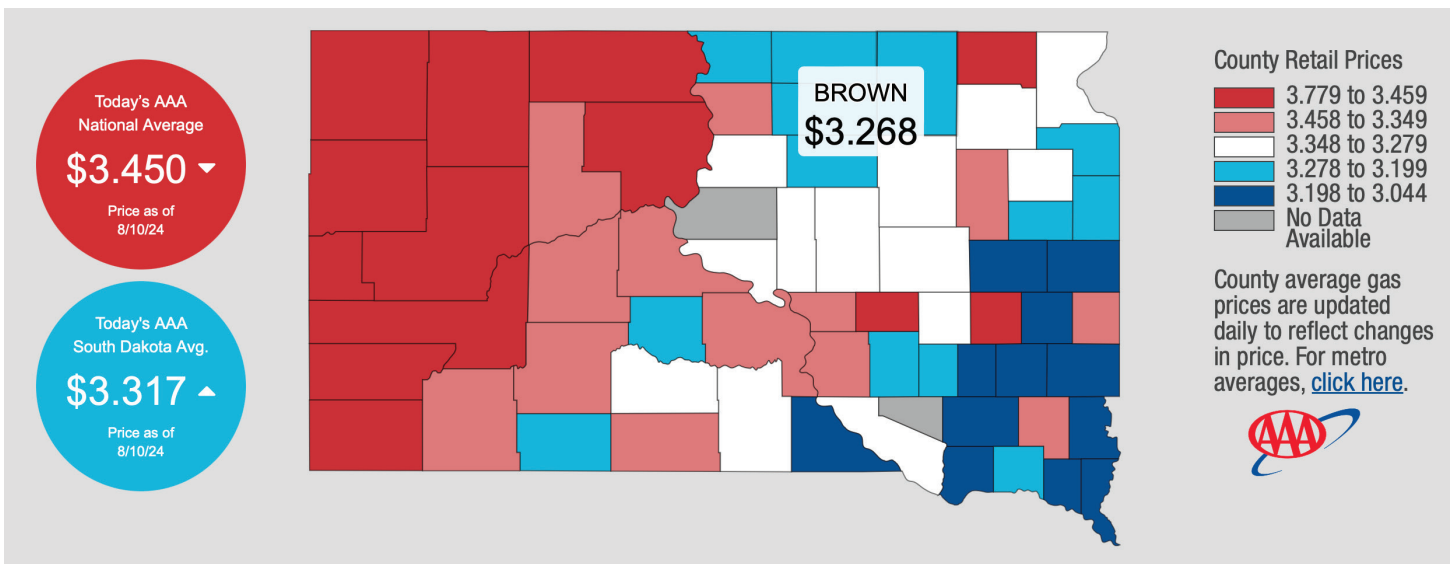 Today's AAA
National Average
$3.450
Price as of
8/10/24
Today's AAA
South Dakota Avg.
$3.317
Price as of
8/10/24
BROWN
$3.268
County Retail Prices
3.779 to 3.459
3.458 to 3.349
3.348 to 3.279
3.278 to 3.199
3.198 to 3.044
No Data
Available
County average gas
prices are updated
daily to reflect changes
in price. For metro
averages, click here.
AAA